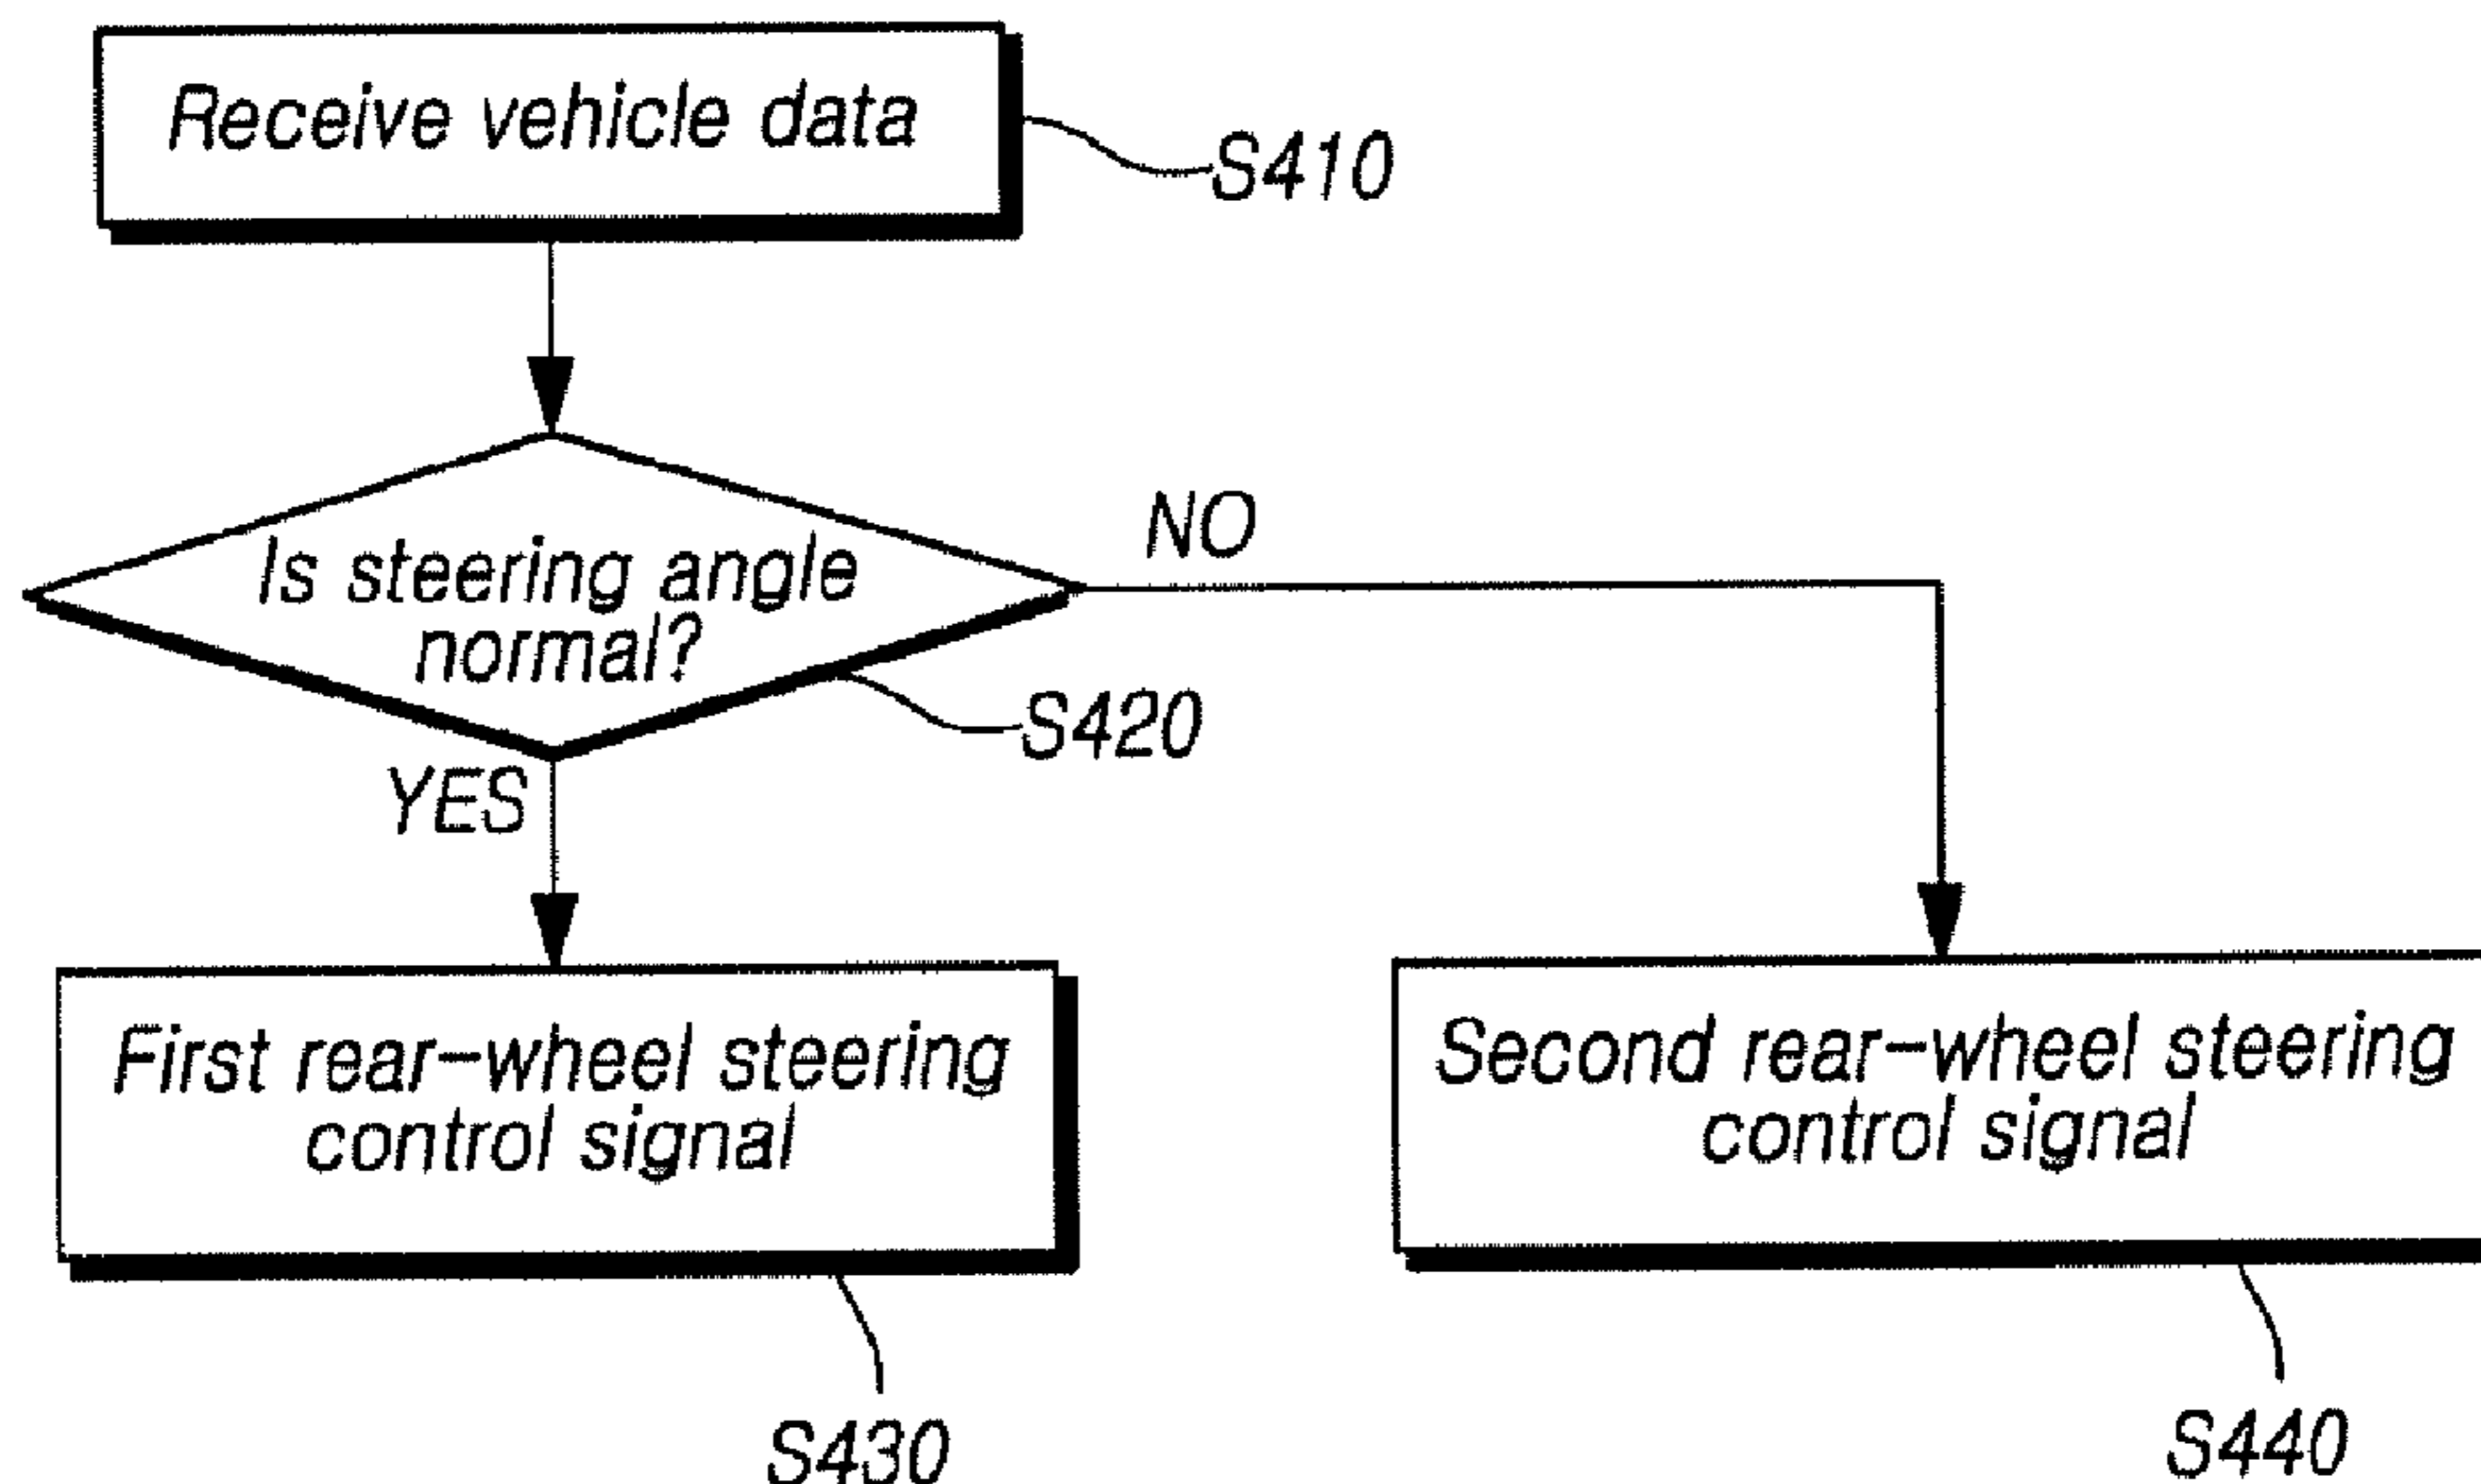 Receive vehicle data
S410
Is steering angle
normal?
NO
S420
YES
First rear-wheel steering
control signal
Second rear-wheel steering
control signal
S430
S440